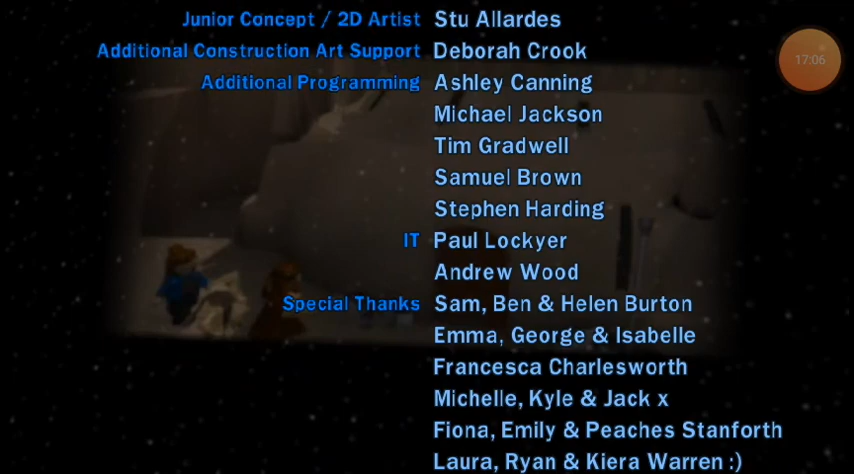 Junior Concept / 2D Artist Stu Allardes
Additional Construction Art Support Deborah Crook
Additional Programming Ashley Canning
Michael Jackson
Tim Gradwell
Samuel Brown
Stephen Harding
IT Paul Lockyer
Andrew Wood
Special Thanks Sam, Ben & Helen Burton
Emma, George & Isabelle
Francesca Charlesworth
Michelle, Kyle & Jack x
Fiona, Emily & Peaches Stanforth
Laura, Ryan & Kiera Warren :)
17:06